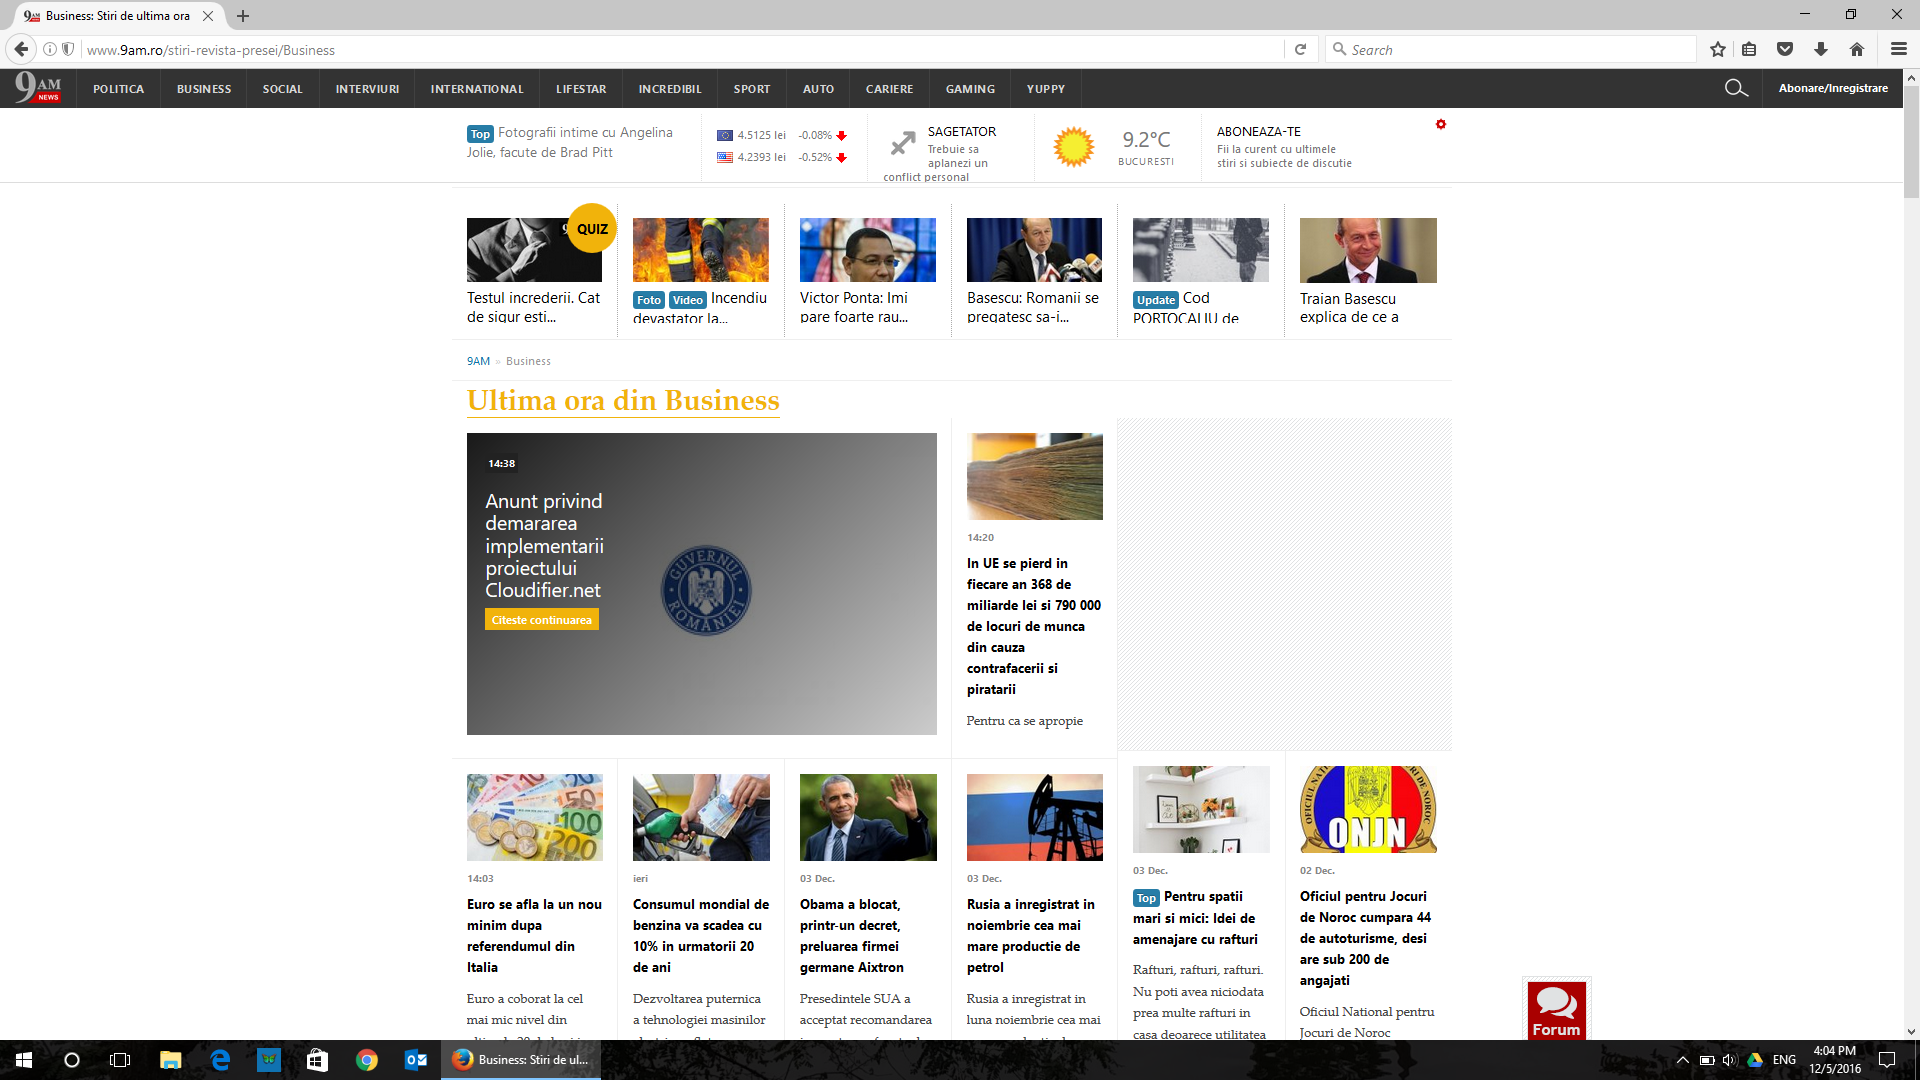 9AM Business: Stiri de ultima ora
www.9am.ro/stiri-revista-presei/Business
Search
9AM NEWS
POLITICA BUSINESS SOCIAL INTERVIURI INTERNATIONAL LIFESTAR INCREDIBIL SPORT AUTO CARIERE GAMING YUPPY
Abonare/Inregistrare
Top Fotografii intime cu Angelina
Jolie, facute de Brad Pitt
4.5125 lei -0.08%
4.2393 lei -0.52%
SAGETATOR
Trebuie sa
aplanezi un
conflict personal
9.2°C
BUCURESTI
ABONEAZA-TE
Fii la curent cu ultimele
stiri si subiecte de discutie
QUIZ
Testul increderii. Cat
de sigur esti...
Foto Video Incendiu
devastator la...
Victor Ponta: Imi
pare foarte rau...
Basescu: Romanii se
pregatesc sa-i...
Update Cod
PORTOCALIU de
Traian Basescu
explica de ce a
9AM » Business
Ultima ora din Business
14:38
Anunt privind
demararea
implementarii
proiectului
Cloudifier.net
Citeste continuarea
GUVERNUL
ROMÂNIEI
14:20
In UE se pierd in
fiecare an 368 de
miliarde lei si 790 000
de locuri de munca
din cauza
contrafacerii si
piratarii
Pentru ca se apropie
14:03
Euro se afla la un nou
minim dupa
referendumul din
Italia
Euro a coborat la cel
mai mic nivel din
ieri
Consumul mondial de
benzina va scadea cu
10% in urmatorii 20
de ani
Dezvoltarea puternica
a tehnologiei masinilor
03 Dec.
Obama a blocat,
printr-un decret,
preluarea firmei
germane Aixtron
Presedintele SUA a
acceptat recomandarea
03 Dec.
Rusia a inregistrat in
noiembrie cea mai
mare productie de
petrol
Rusia a inregistrat in
luna noiembrie cea mai
03 Dec.
Top Pentru spatii
mari si mici: Idei de
amenajare cu rafturi
Rafturi, rafturi, rafturi.
Nu poti avea niciodata
prea multe rafturi in
casa deoarece utilitatea
ONJN
02 Dec.
Oficiul pentru Jocuri
de Noroc cumpara 44
de autoturisme, desi
are sub 200 de
angajati
Oficiul National pentru
Jocuri de Noroc
Forum
Business: Stiri de ul...
ENG
4:04 PM
12/5/2016